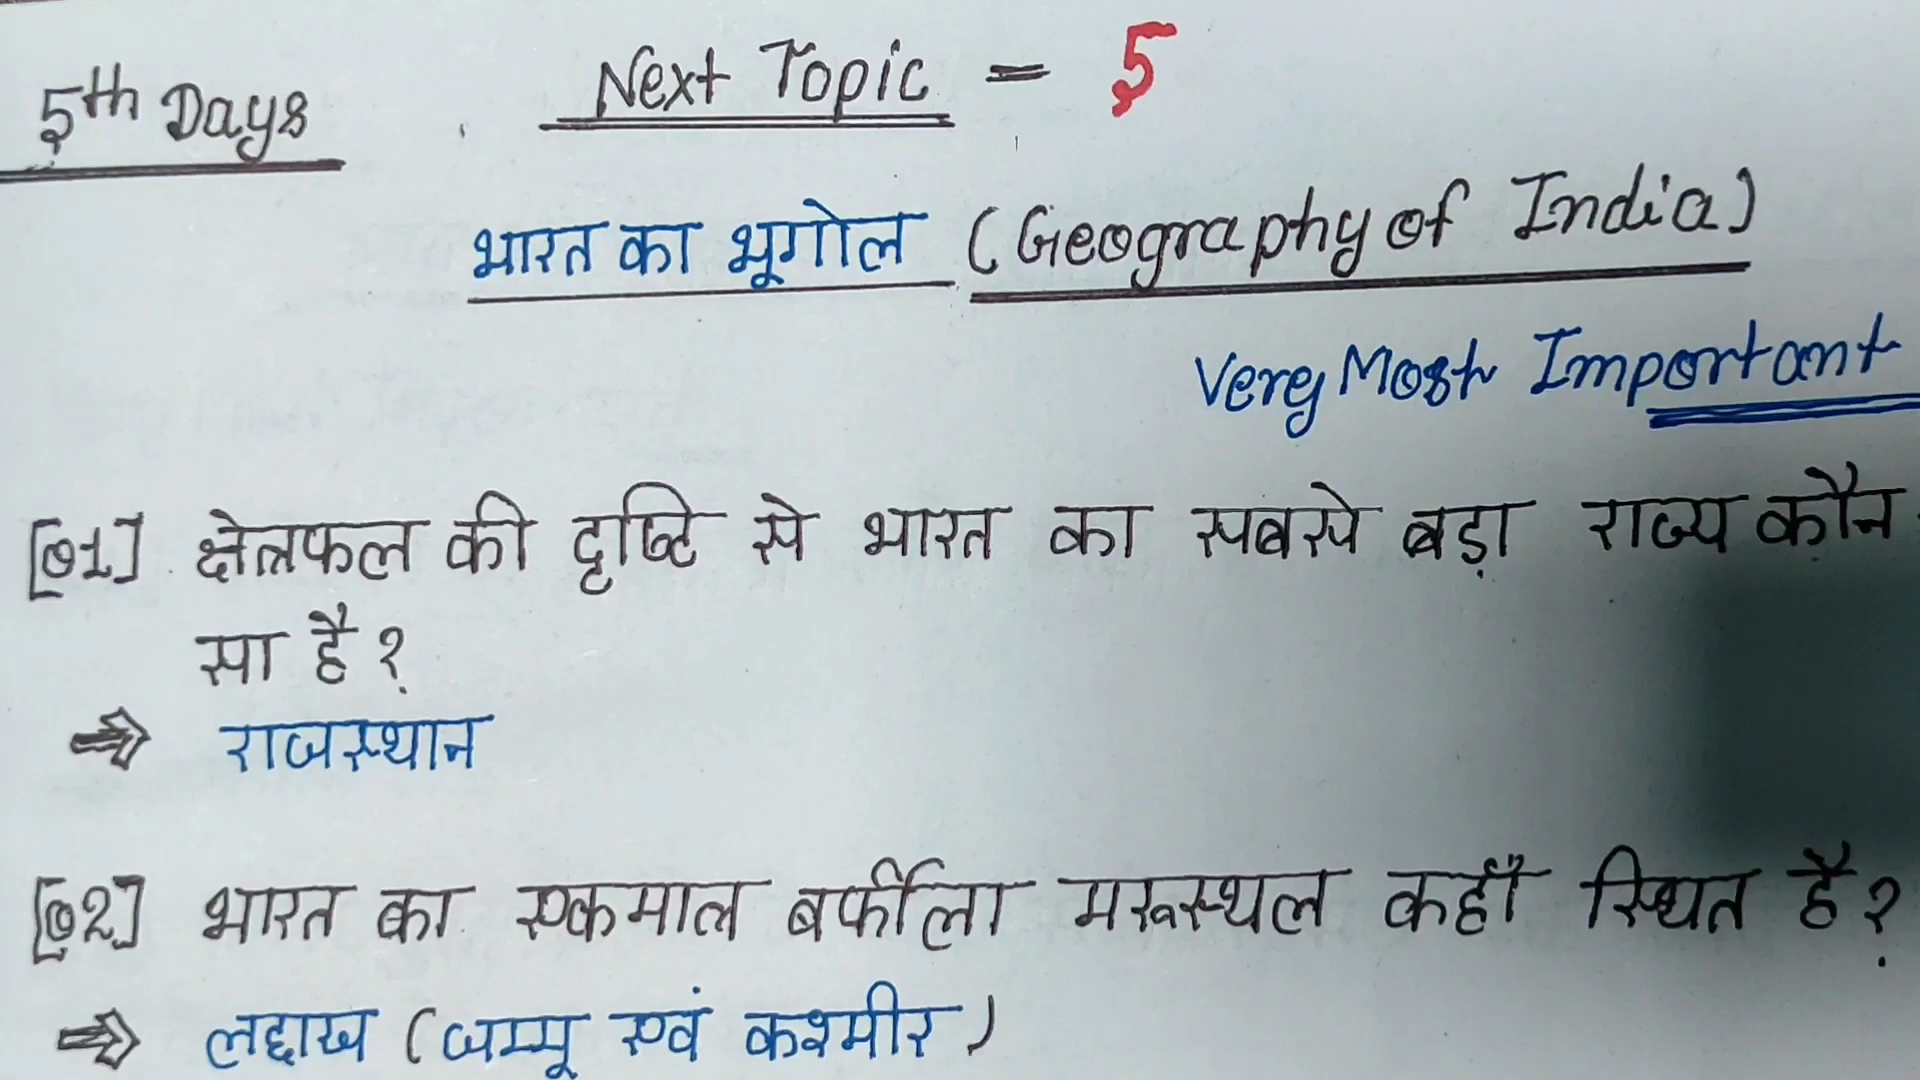 5th Days
Next Topic = 5
भारत का भूगोल (Geography of India)
Very Most Important
[Q1] क्षेत्रफल की दृष्टि से भारत का सबसे बड़ा राज्य कौन-
सा है?
⇒ राजस्थान
[Q2] भारत का एकमात्र बर्फीला मरूस्थल कहाँ स्थित है?
⇒ लद्दाख (जम्मू एवं कश्मीर)